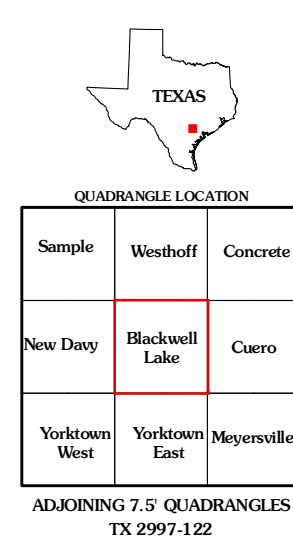 TEXAS
QUADRANGLE LOCATION
Sample
Westhoff
Concrete
New Davy
Blackwell
Lake
Cuero
Yorktown
West
Yorktown
East
Meyersville
ADJOINING 7.5' QUADRANGLES
TX 2997-122